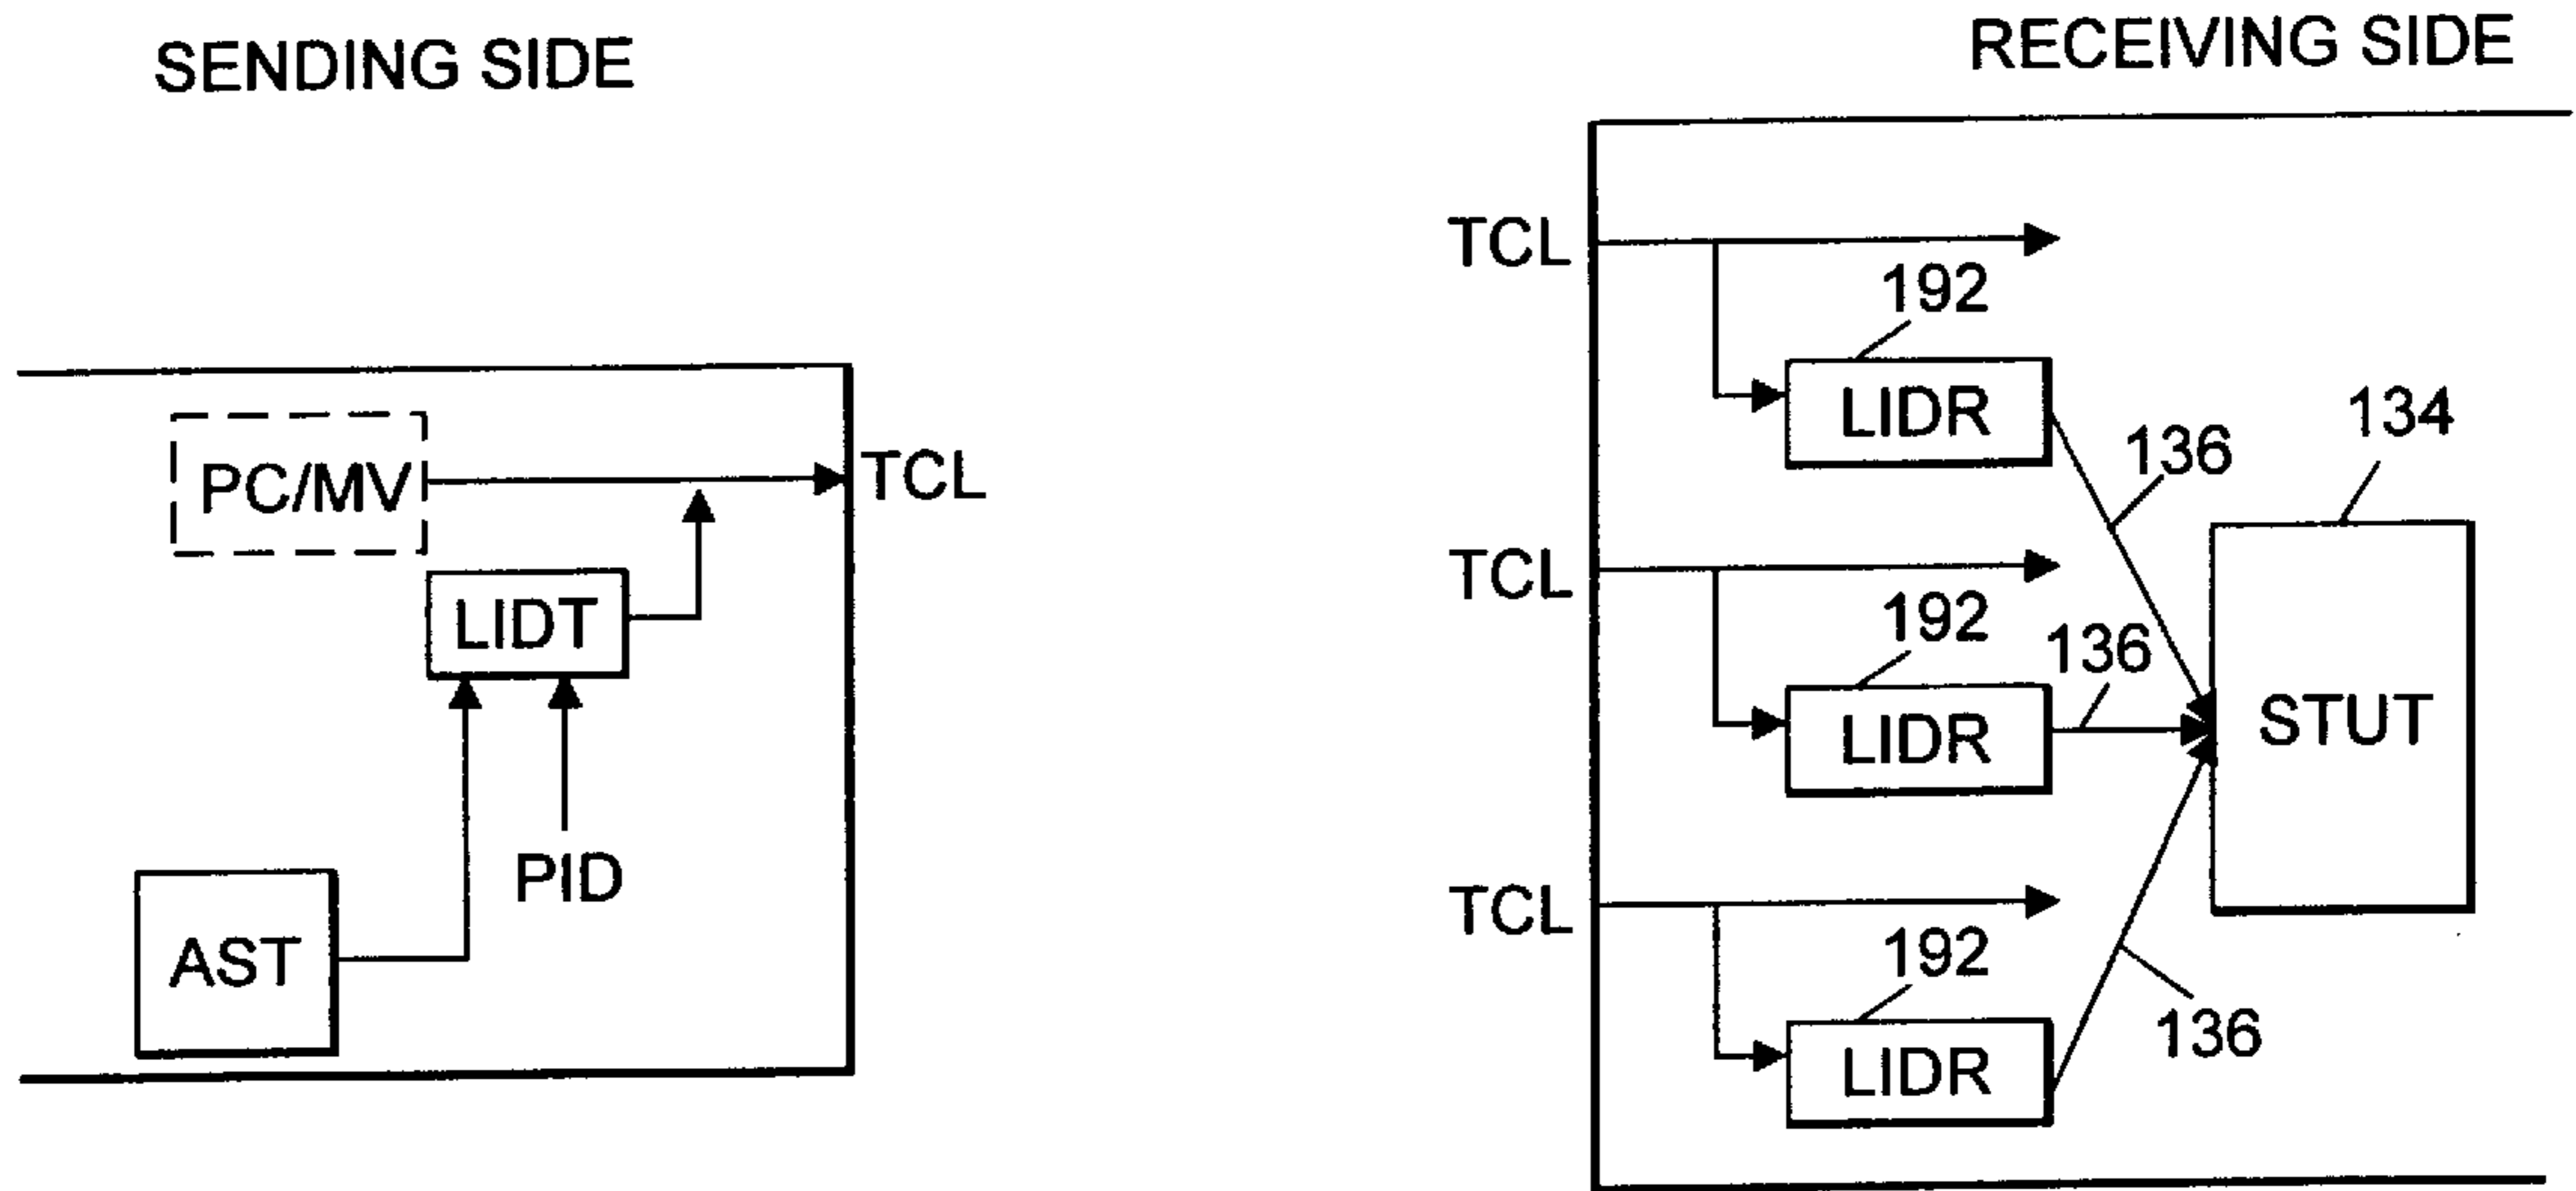 SENDING SIDE
PC/MV
TCL
LIDT
PID
AST
RECEIVING SIDE
TCL
192
LIDR
136
134
TCL
192
136
LIDR
STUT
TCL
192
LIDR
136